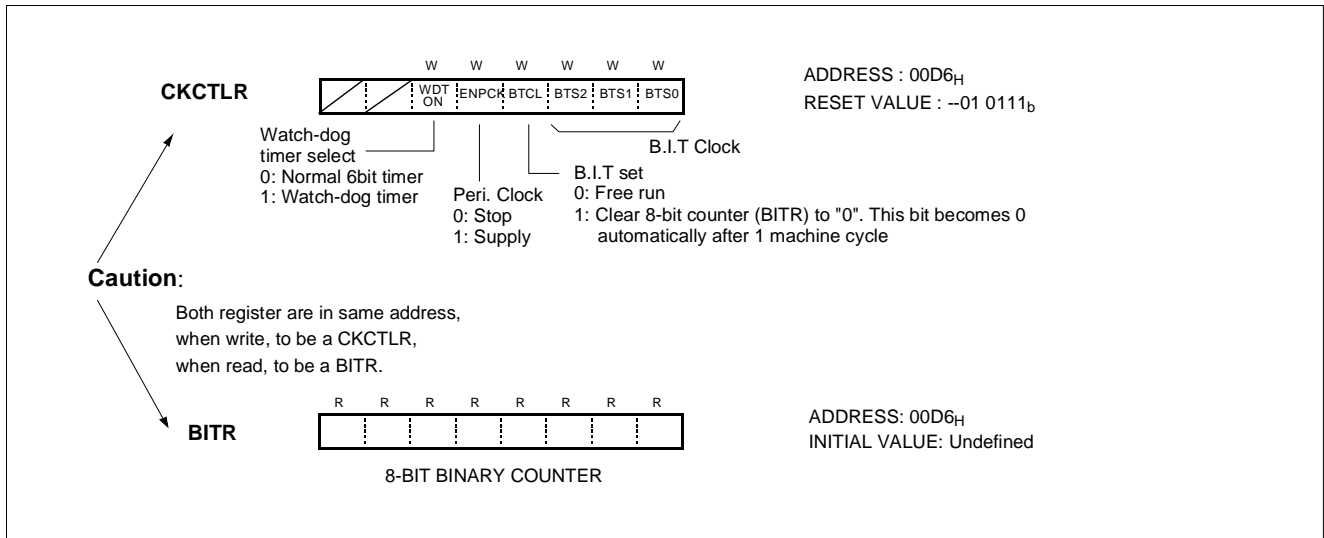 W W W W W W
CKCTLR
WDT ON ENPCK BTCL BTS2 BTS1 BTS0
ADDRESS : 00D6H
RESET VALUE : --01 0111b
Watch-dog
timer select
0: Normal 6bit timer
1: Watch-dog timer
Peri. Clock
0: Stop
1: Supply
B.I.T Clock
B.I.T set
0: Free run
1: Clear 8-bit counter (BITR) to "0". This bit becomes 0
automatically after 1 machine cycle
Caution:
Both register are in same address,
when write, to be a CKCTLR,
when read, to be a BITR.
R R R R R R R R
BITR
ADDRESS: 00D6H
INITIAL VALUE: Undefined
8-BIT BINARY COUNTER